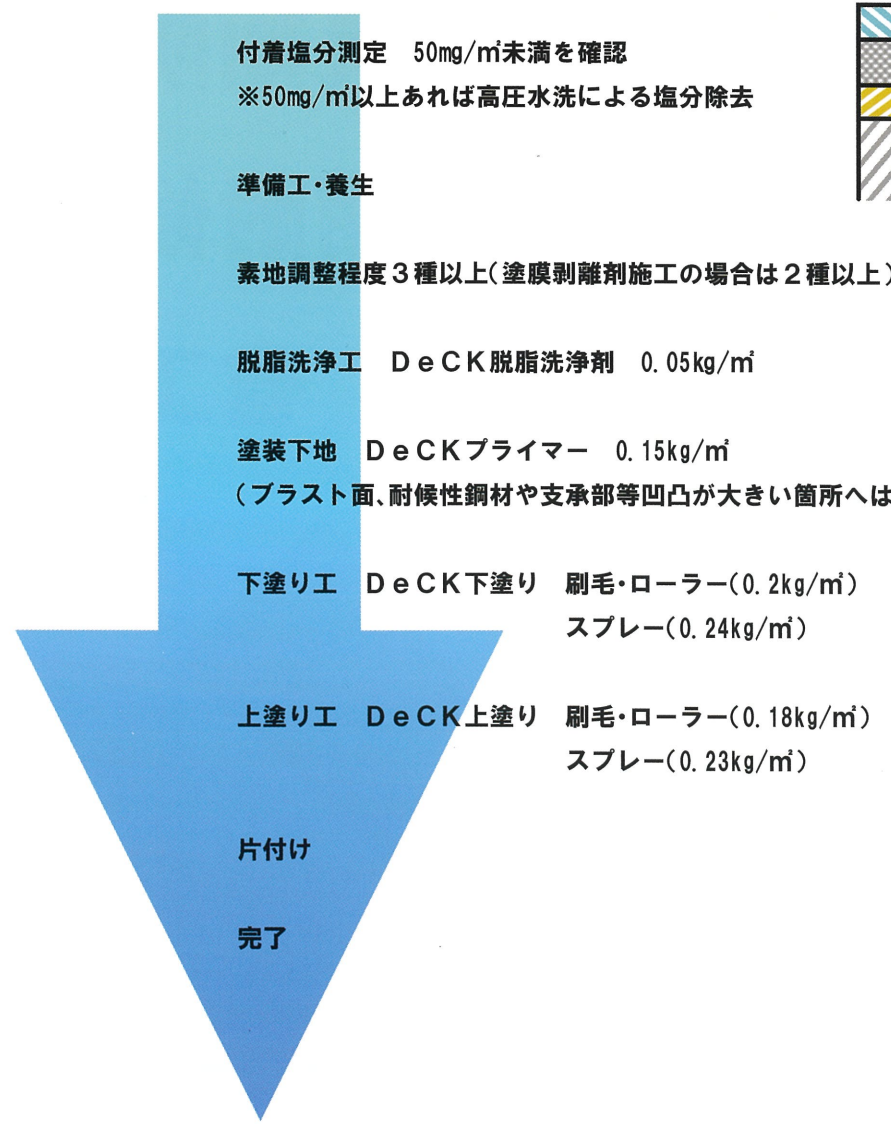 付着塩分測定　50mg/㎡未満を確認
※50mg/㎡以上あれば高圧水洗による塩分除去
準備工・養生
素地調整程度３種以上（塗膜剥離剤施工の場合は２種以上）
脱脂洗浄工　ＤｅＣＫ脱脂洗浄剤　0.05kg/㎡
塗装下地　ＤｅＣＫプライマー　0.15kg/㎡
（ブラスト面、耐候性鋼材や支承部等凹凸が大きい箇所へは
下塗り工　ＤｅＣＫ下塗り　刷毛・ローラー（0.2kg/㎡）
スプレー（0.24kg/㎡）
上塗り工　ＤｅＣＫ上塗り　刷毛・ローラー（0.18kg/㎡）
スプレー（0.23kg/㎡）
片付け
完了